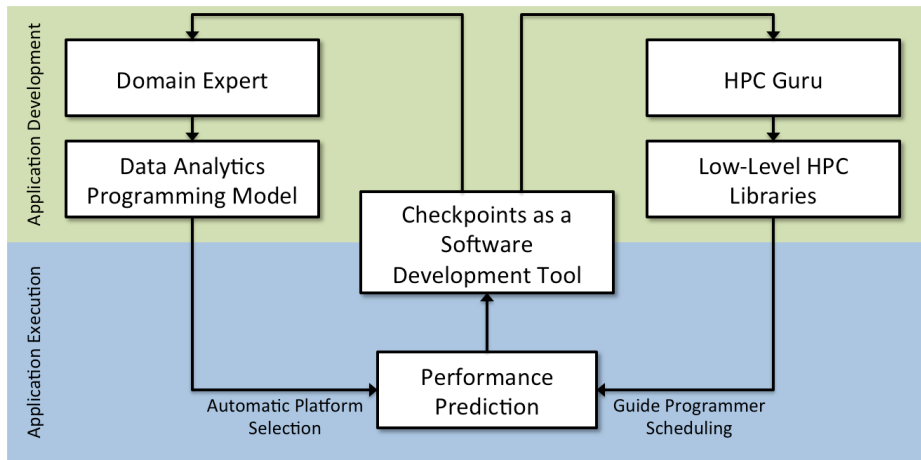 Application Development
Domain Expert
HPC Guru
Data Analytics
Programming Model
Low-Level HPC
Libraries
Checkpoints as a
Software
Development Tool
Application Execution
Performance
Prediction
Automatic Platform
Selection
Guide Programmer
Scheduling